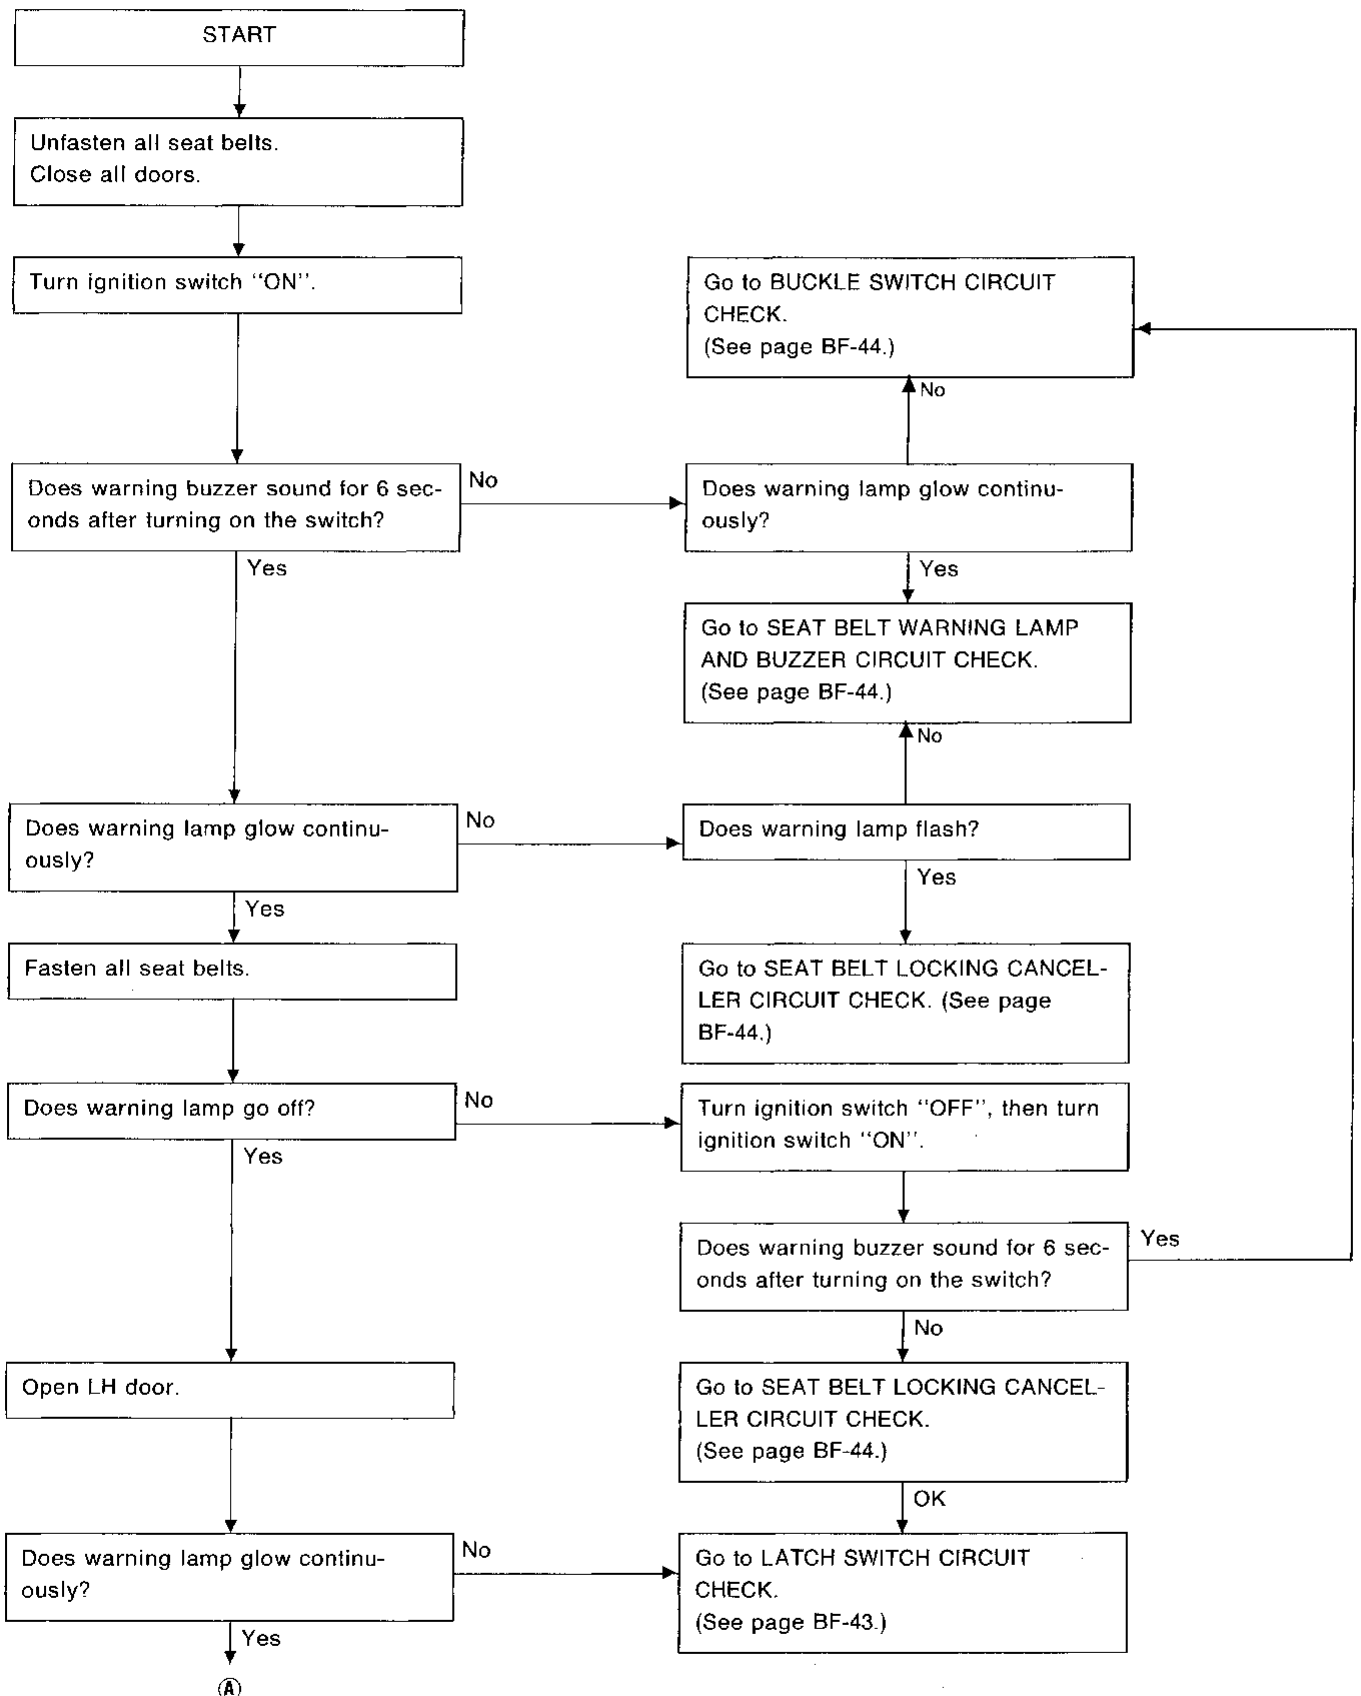 START
Unfasten all seat belts.
Close all doors.
Turn ignition switch “ON”.
Go to BUCKLE SWITCH CIRCUIT
CHECK.
(See page BF-44.)
No
Does warning buzzer sound for 6 sec-
onds after turning on the switch?
No
Does warning lamp glow continu-
ously?
Yes
Yes
Go to SEAT BELT WARNING LAMP
AND BUZZER CIRCUIT CHECK.
(See page BF-44.)
No
Does warning lamp glow continu-
ously?
No
Does warning lamp flash?
Yes
Yes
Fasten all seat belts.
Go to SEAT BELT LOCKING CANCEL-
LER CIRCUIT CHECK. (See page
BF-44.)
Does warning lamp go off?
No
Turn ignition switch “OFF”, then turn
ignition switch “ON”.
Yes
Does warning buzzer sound for 6 sec-
onds after turning on the switch?
Yes
No
Open LH door.
Go to SEAT BELT LOCKING CANCEL-
LER CIRCUIT CHECK.
(See page BF-44.)
OK
Does warning lamp glow continu-
ously?
No
Go to LATCH SWITCH CIRCUIT
CHECK.
(See page BF-43.)
Yes
Ⓐ